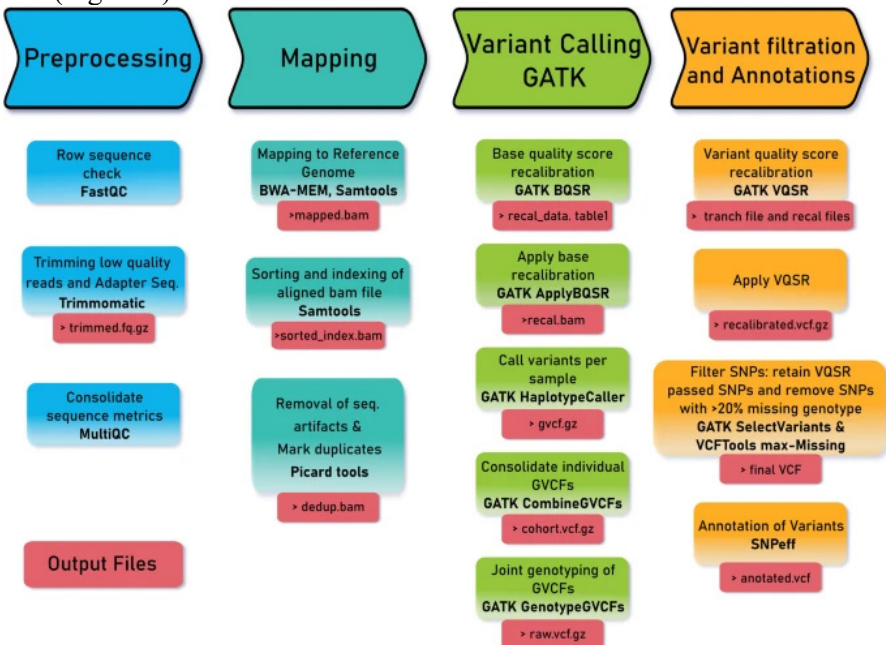 Preprocessing
Row sequence
check
FastQC
Trimming low quality
reads and Adapter Seq.
Trimmomatic
> trimmed.fq.gz
Consolidate
sequence metrics
MultiQC
Output Files
Mapping
Mapping to Reference
Genome
BWA-MEM, Samtools
>mapped.bam
Sorting and indexing of
aligned bam file
Samtools
>sorted_index.bam
Removal of seq.
artifacts &
Mark duplicates
Picard tools
> dedup.bam
Variant Calling
GATK
Base quality score
recalibration
GATK BQSR
> recal_data. table1
Apply base
recalibration
GATK ApplyBQSR
>recal.bam
Call variants per
sample
GATK HaplotypeCaller
> gvcf.gz
Consolidate individual
GVCFs
GATK CombineGVCFs
> cohort.vcf.gz
Joint genotyping of
GVCFs
GATK GenotypeGVCFs
> raw.vcf.gz
Variant filtration
and Annotations
Variant quality score
recalibration
GATK VQSR
> tranch file and recal files
Apply VQSR
> recalibrated.vcf.gz
Filter SNPs: retain VQSR
passed SNPs and remove SNPs
with >20% missing genotype
GATK SelectVariants &
VCFTools max-Missing
> final VCF
Annotation of Variants
SNPeff
> anotated.vcf